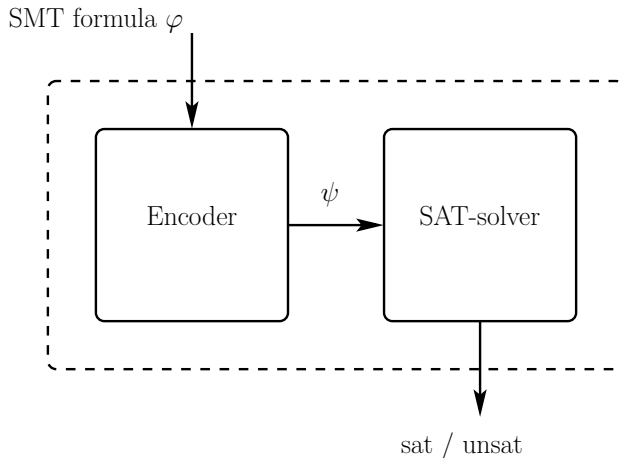 SMT formula φ
Encoder
ψ
SAT-solver
sat / unsat